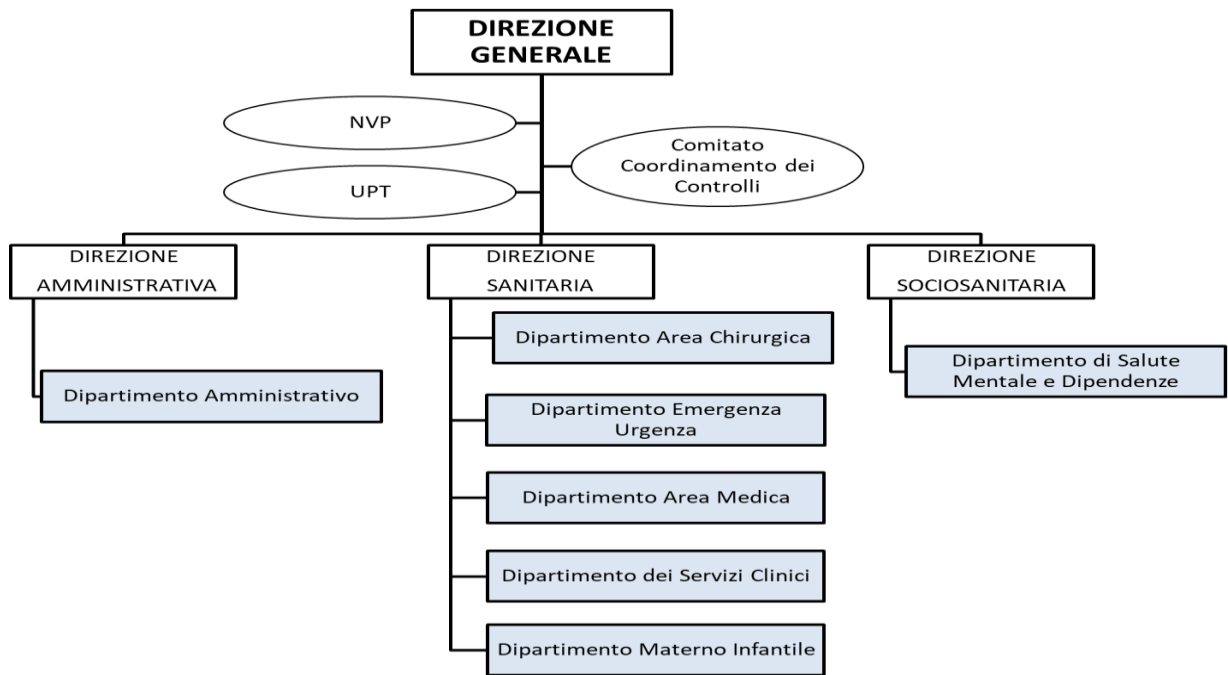 DIREZIONE
GENERALE
NVP
Comitato
Coordinamento dei
Controlli
UPT
DIREZIONE
AMMINISTRATIVA
DIREZIONE
SANITARIA
DIREZIONE
SOCIOSANITARIA
Dipartimento Amministrativo
Dipartimento Area Chirurgica
Dipartimento Emergenza
Urgenza
Dipartimento Area Medica
Dipartimento dei Servizi Clinici
Dipartimento Materno Infantile
Dipartimento di Salute
Mentale e Dipendenze